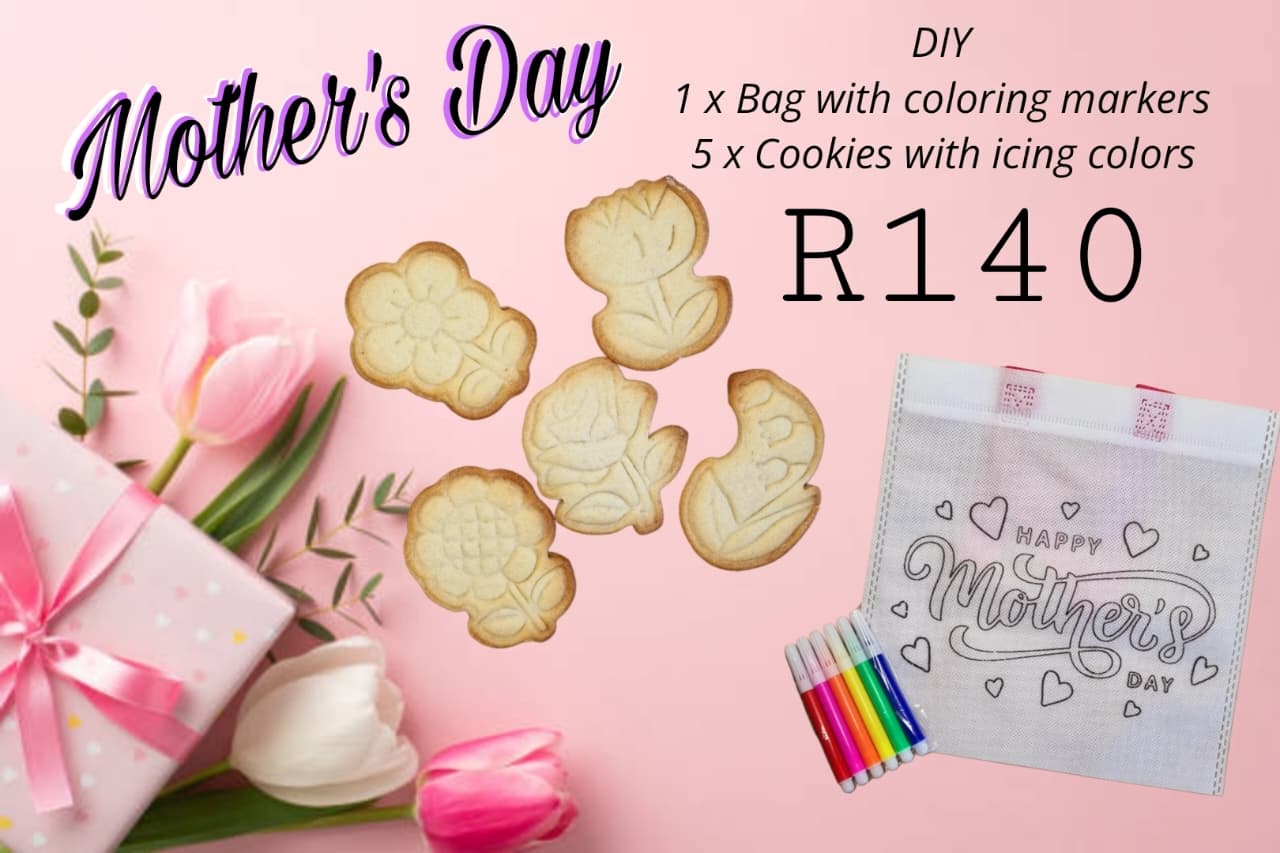 Mother's Day
DIY
1 x Bag with coloring markers
5 x Cookies with icing colors
R140
HAPPY
Mother's
DAY